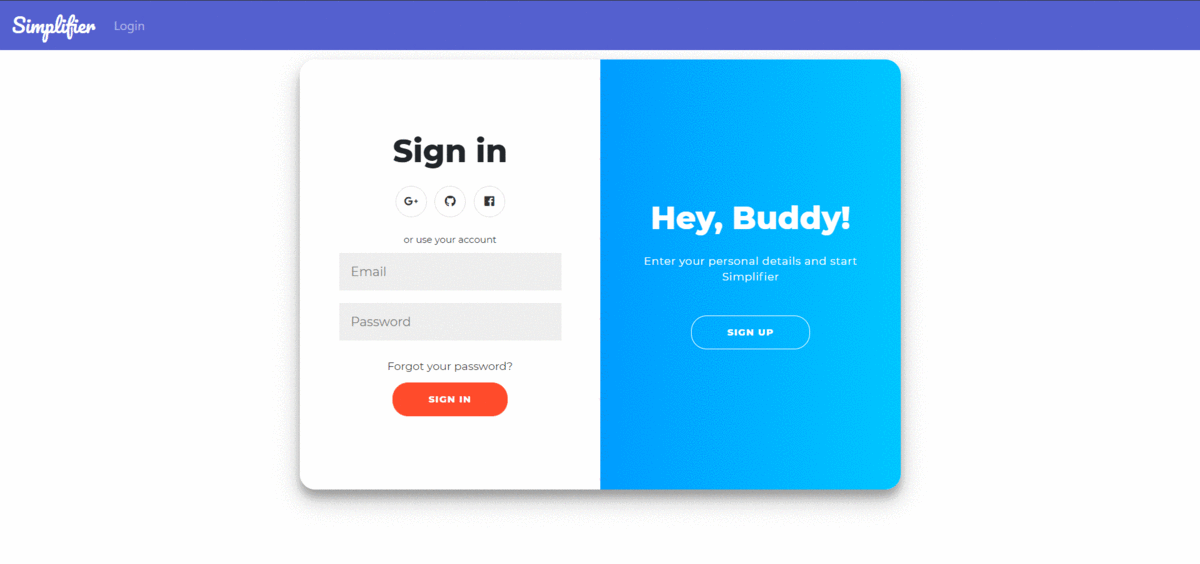 Simplifier Login
Sign in
G+
or use your account
Email
Password
Forgot your password?
SIGN IN
Hey, Buddy!
Enter your personal details and start
Simplifier
SIGN UP